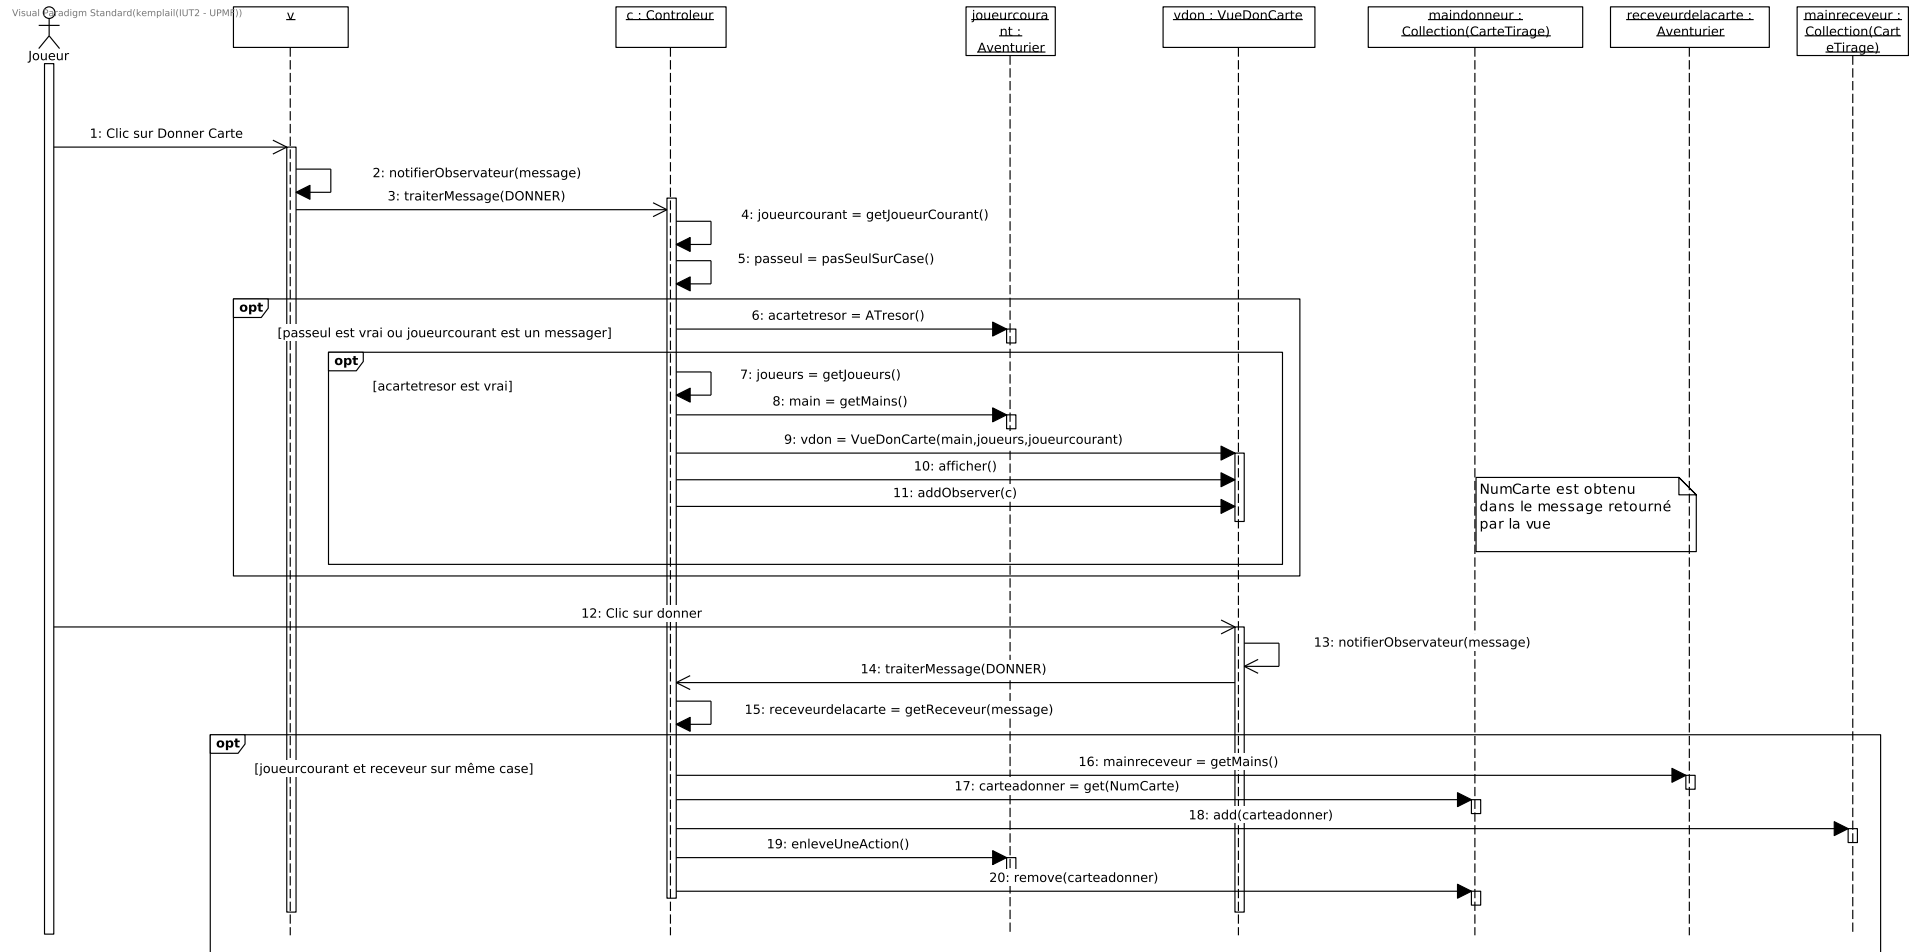 Visual Paradigm Standard(kemplail(IUT2 - UPMF))
Joueur
v
c : Controleur
joueurcoura
nt :
Aventurier
vdon : VueDonCarte
maindonneur :
Collection(CarteTirage)
receveurdelacarte :
Aventurier
mainreceveur :
Collection(Cart
eTirage)
1: Clic sur Donner Carte
2: notifierObservateur(message)
3: traiterMessage(DONNER)
4: joueurcourant = getJoueurCourant()
5: passeul = pasSeulSurCase()
opt
[passeul est vrai ou joueurcourant est un messager]
6: acartetresor = ATresor()
opt
[acartetresor est vrai]
7: joueurs = getJoueurs()
8: main = getMains()
9: vdon = VueDonCarte(main,joueurs,joueurcourant)
10: afficher()
11: addObserver(c)
NumCarte est obtenu
dans le message retourné
par la vue
12: Clic sur donner
13: notifierObservateur(message)
14: traiterMessage(DONNER)
15: receveurdelacarte = getReceveur(message)
opt
[joueurcourant et receveur sur même case]
16: mainreceveur = getMains()
17: carteadonner = get(NumCarte)
18: add(carteadonner)
19: enleveUneAction()
20: remove(carteadonner)